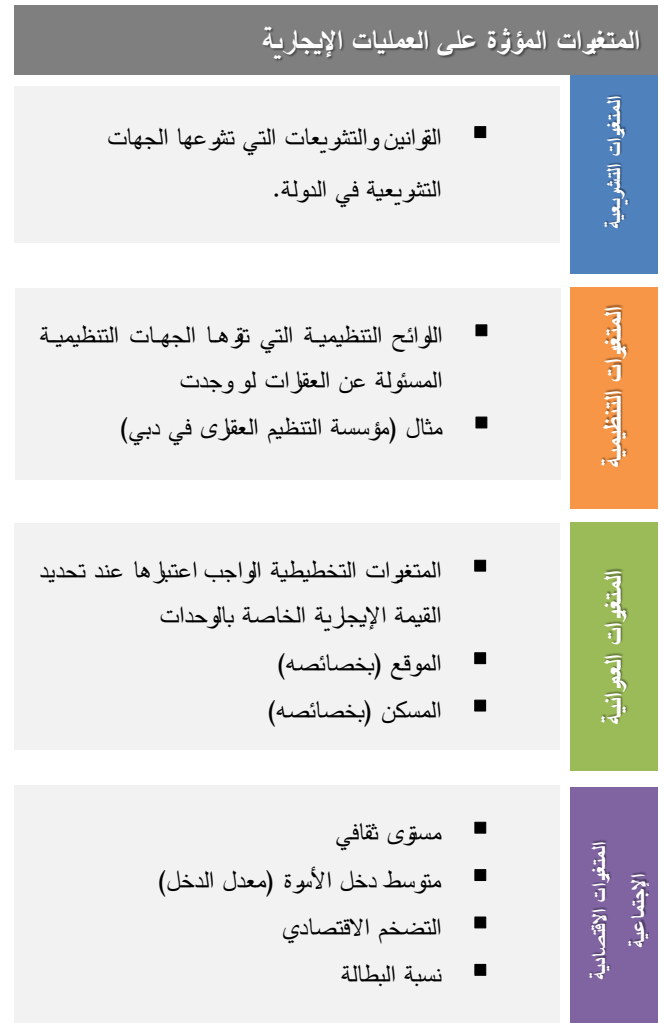 المتغيرات المؤثرة على العمليات الإيجارية
المتغيرات التشريعية
القوانين والتشريعات التي تشرعها الجهات
التشريعية في الدولة.
المتغيرات التنظيمية
اللوائح التنظيمية التي تقرها الجهات التنظيمية
المسئولة عن العقارات لو وجدت
مثال (مؤسسة التنظيم العقارى في دبي)
المتغيرات العمرانية
المتغيرات التخطيطية الواجب اعتبارها عند تحديد
القيمة الإيجارية الخاصة بالوحدات
الموقع (بخصائصه)
المسكن (بخصائصه)
المتغيرات الاقتصادية
الإجتماعية
مستوى ثقافي
متوسط دخل الأسرة (معدل الدخل)
التضخم الاقتصادي
نسبة البطالة